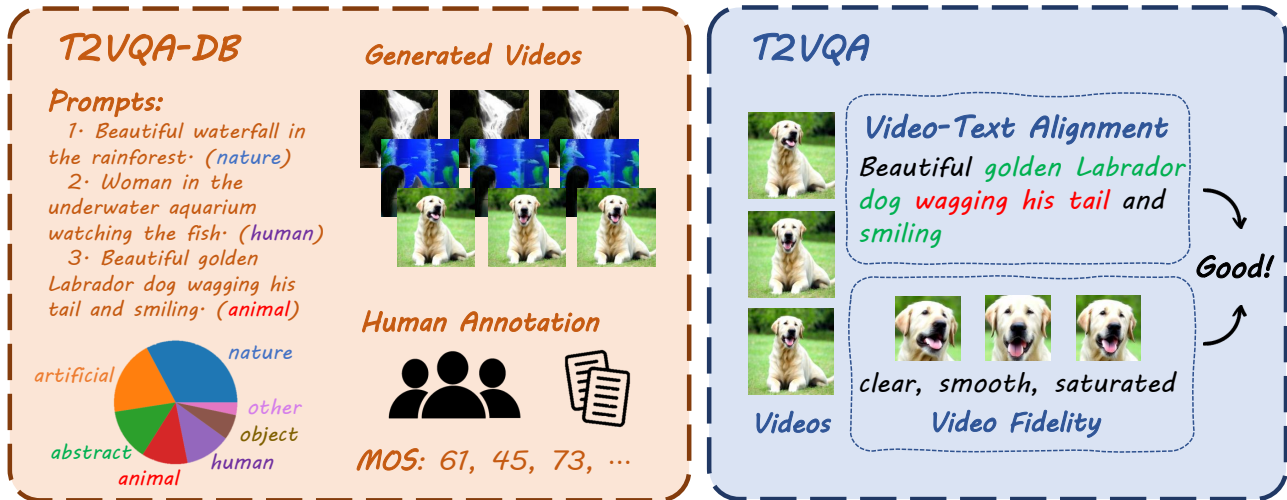 T2VQA-DB
Prompts:
1. Beautiful waterfall in
the rainforest. (nature)
2. Woman in the
underwater aquarium
watching the fish. (human)
3. Beautiful golden
Labrador dog wagging his
tail and smiling. (animal)
nature
artificial
other
object
abstract
human
animal
Generated Videos
Human Annotation
MOS: 61, 45, 73, ...
T2VQA
Video-Text Alignment
Beautiful golden Labrador
dog wagging his tail and
smiling
Good!
clear, smooth, saturated
Videos
Video Fidelity